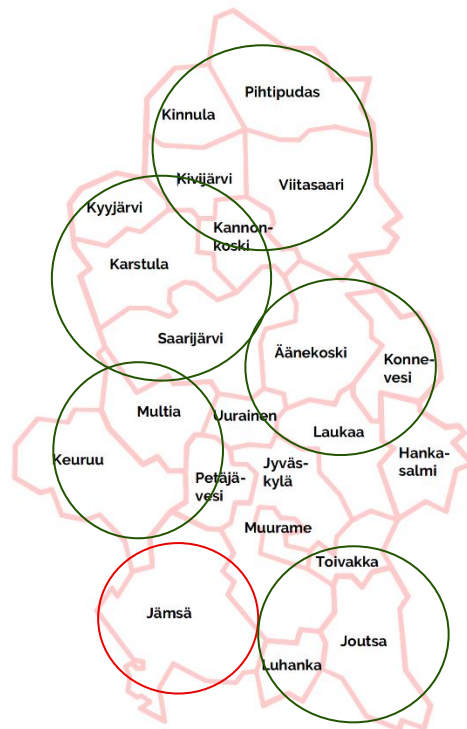 Pihtipudas
Kinnula
Kivijärvi
Viitasaari
Kyyjärvi
Kannon-
koski
Karstula
Saarijärvi
Äänekoski
Konne-
vesi
Multia
Uurainen
Laukaa
Keuruu
Petäjä-
vesi
Jyväs-
kylä
Hanka-
salmi
Muurame
Toivakka
Jämsä
Joutsa
Luhanka